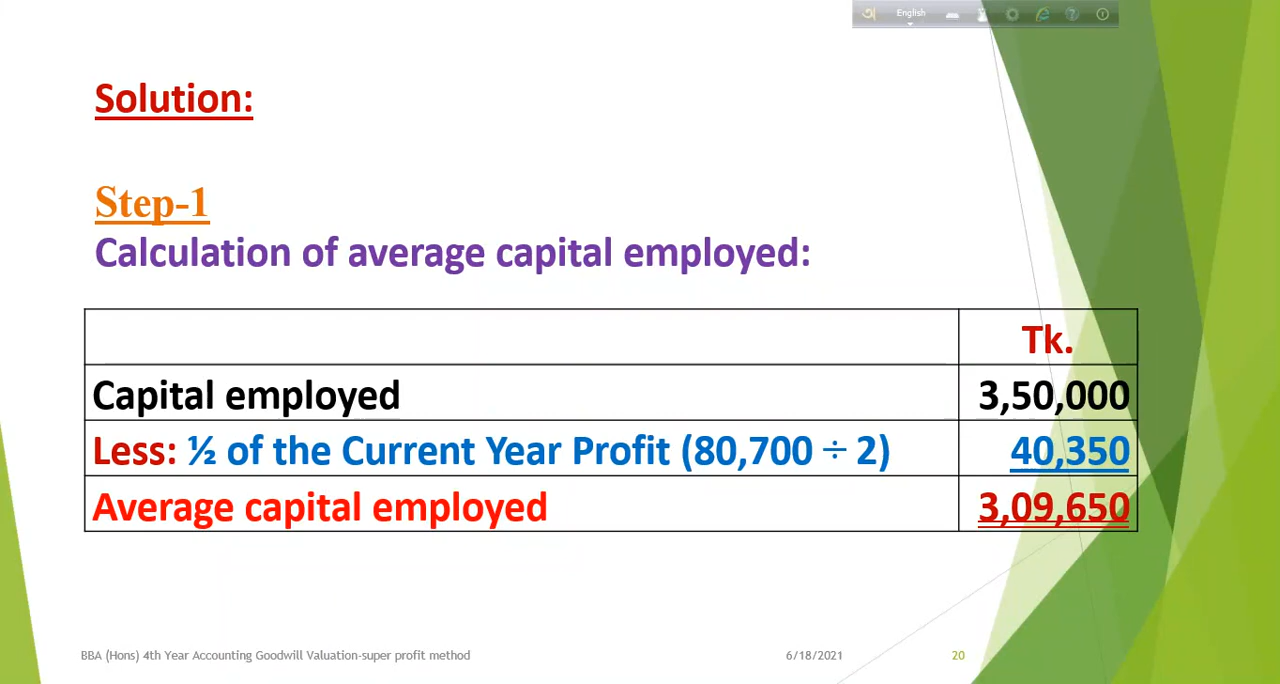 English
Solution:
Step-1
Calculation of average capital employed:
Tk.
Capital employed 3,50,000
Less: ½ of the Current Year Profit (80,700 ÷ 2) 40,350
Average capital employed 3,09,650
BBA (Hons) 4th Year Accounting Goodwill Valuation-super profit method 6/18/2021 20